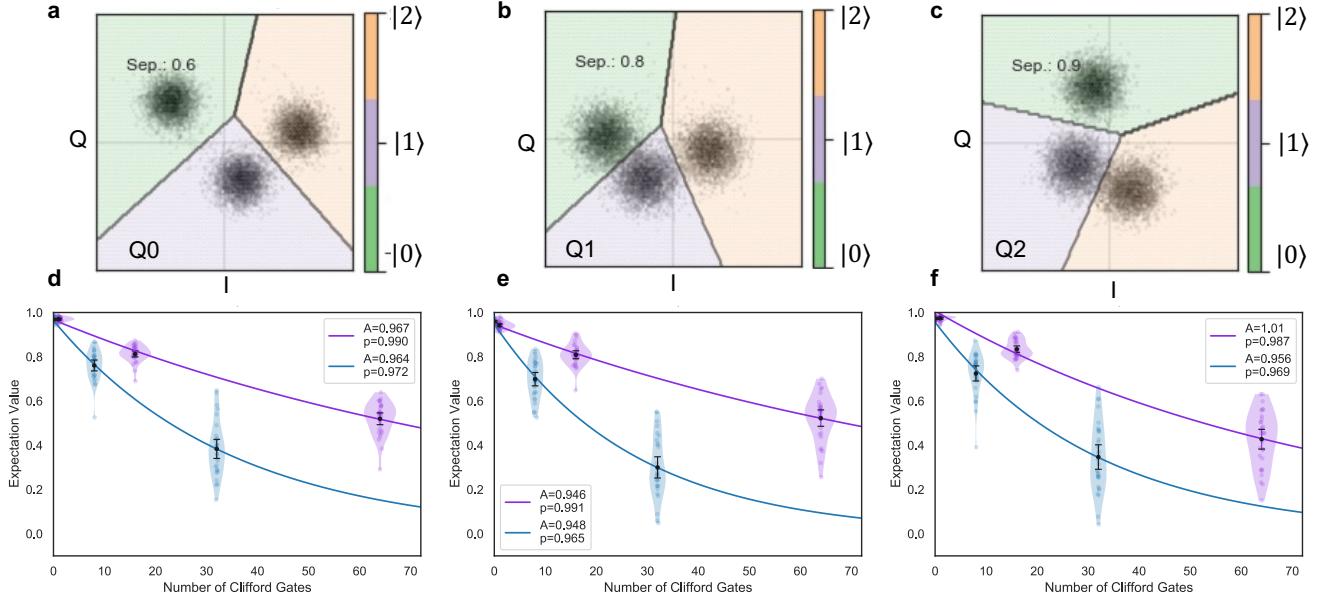 a
Sep.: 0.6
Q
Q0
I
|2⟩
|1⟩
|0⟩
b
Sep.: 0.8
Q
Q1
I
|2⟩
|1⟩
|0⟩
c
Sep.: 0.9
Q
Q2
I
|2⟩
|1⟩
|0⟩
d
Expectation Value
1.0
0.8
0.6
0.4
0.2
0.0
A=0.967
p=0.990
A=0.964
p=0.972
0 10 20 30 40 50 60 70
Number of Clifford Gates
e
Expectation Value
1.0
0.8
0.6
0.4
0.2
0.0
A=0.946
p=0.991
A=0.948
p=0.965
0 10 20 30 40 50 60 70
Number of Clifford Gates
f
Expectation Value
1.0
0.8
0.6
0.4
0.2
0.0
A=1.01
p=0.987
A=0.956
p=0.969
0 10 20 30 40 50 60 70
Number of Clifford Gates